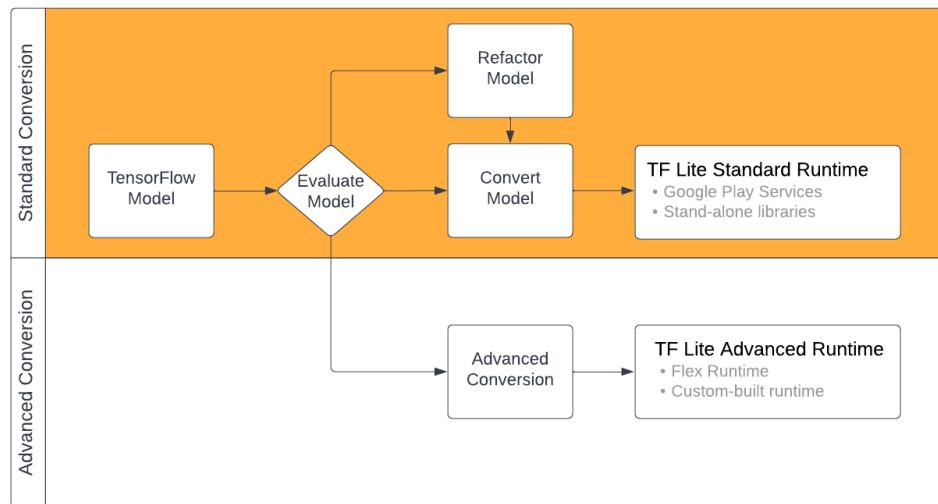 Standard Conversion
Refactor
Model
TensorFlow
Model
Evaluate
Model
Convert
Model
TF Lite Standard Runtime
• Google Play Services
• Stand-alone libraries
Advanced Conversion
Advanced
Conversion
TF Lite Advanced Runtime
• Flex Runtime
• Custom-built runtime